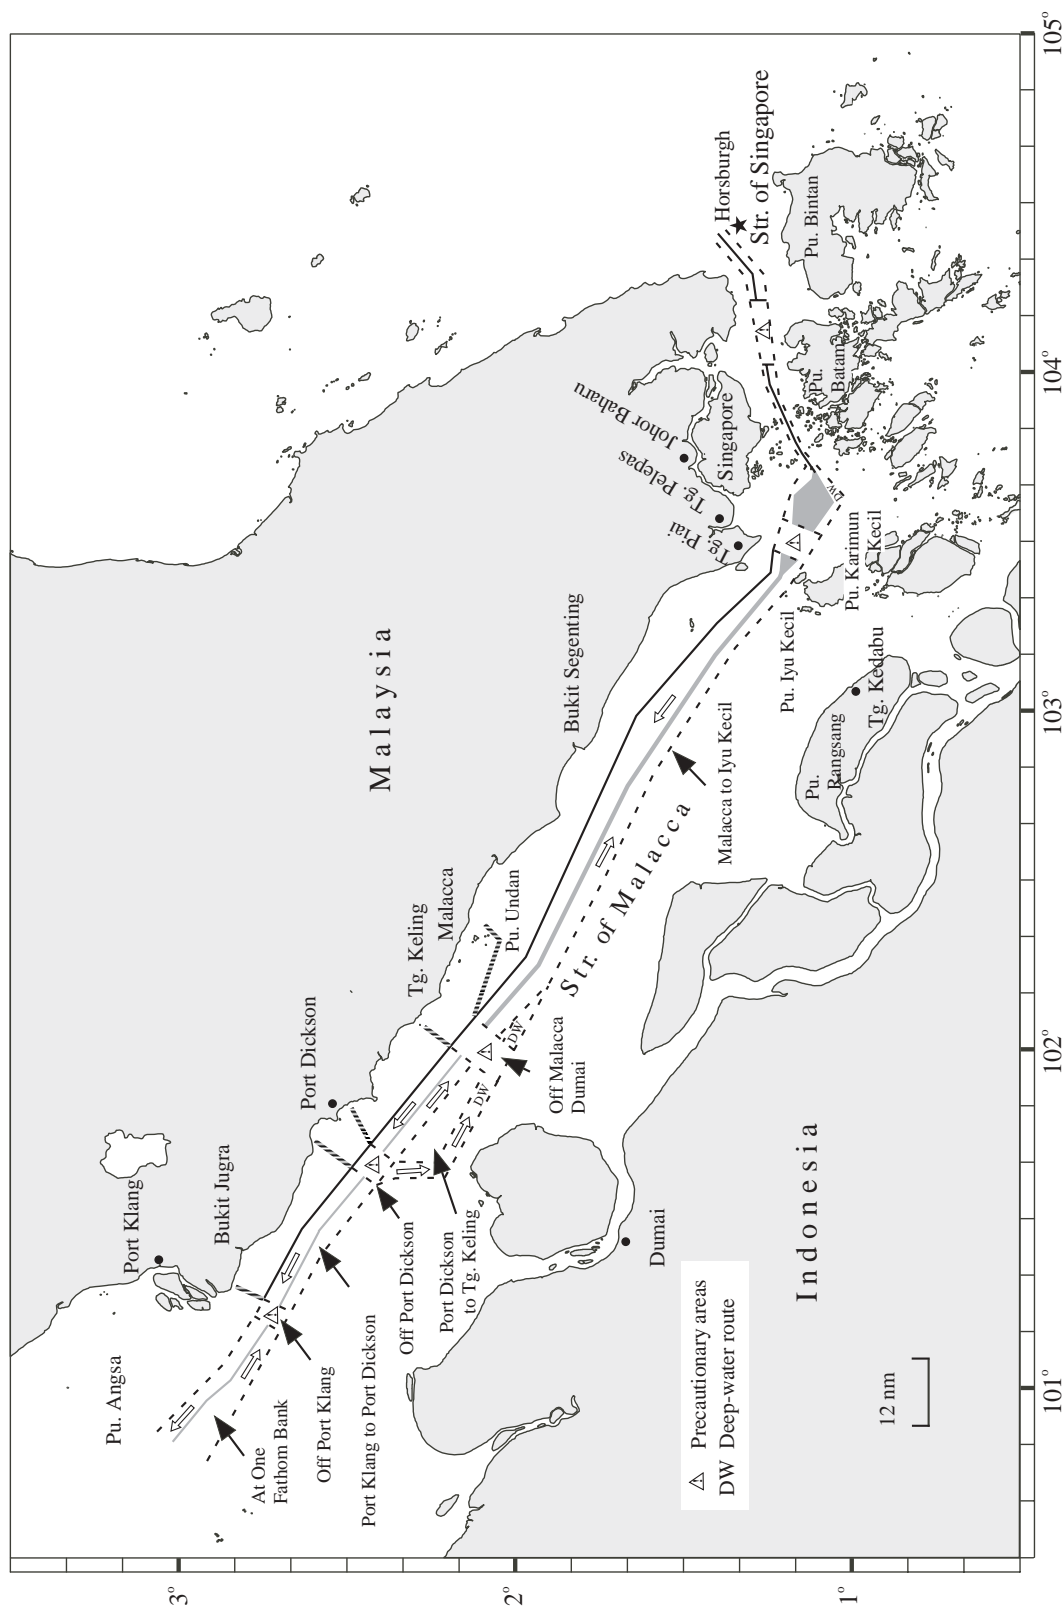 3°
2°
1°
101°
102°
103°
104°
105°
Pu. Angsa
Port Klang
Bukit Jugra
Port Dickson
Tg. Keling
Malacca
Pu. Undan
Malaysia
Bukit Segenting
Tg. Piai
Tg. Pelepas
Johor Baharu
Singapore
Horsburgh
Str. of Singapore
Pu. Bintan
Pu.
Batam
DW
Pu. Karimun
Kecil
Pu. Iyu Kecil
Tg. Kedabu
Pu.
Rangsang
Malacca to Iyu Kecil
Str. of Malacca
DW
DW
Off Malacca
Dumai
At One
Fathom Bank
Off Port Klang
Port Klang to Port Dickson
Off Port Dickson
Port Dickson
to Tg. Keling
Dumai
Indonesia
Precautionary areas
DW Deep-water route
12 nm